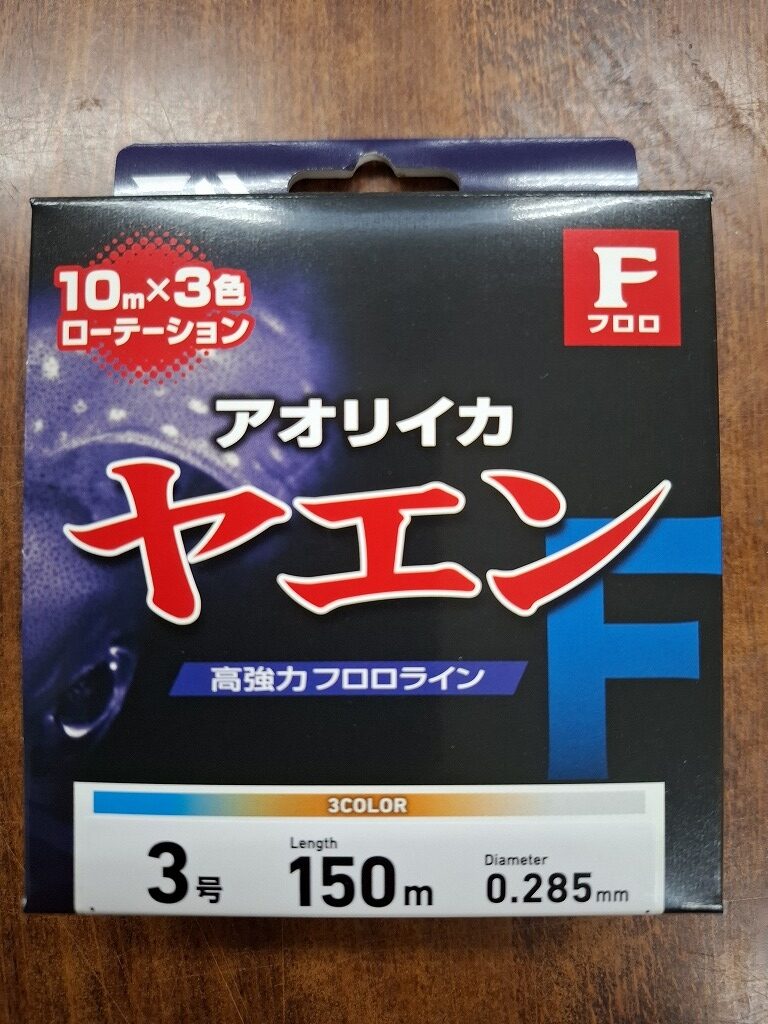 10m×3色
ローテーション
F
フロロ
アオリイカ
ヤエン
F
高強力フロロライン
3COLOR
3号
Length
150m
Diameter
0.285mm